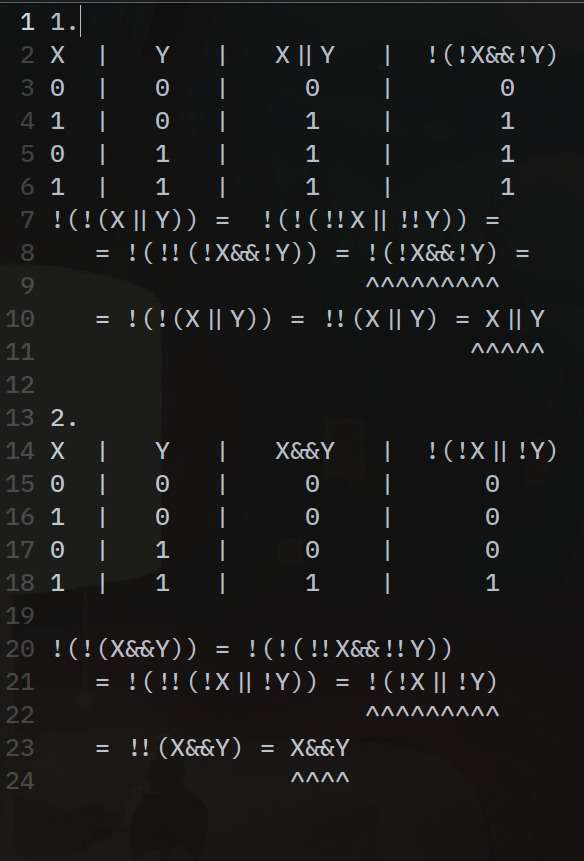 1 1.
2 X  |   Y   |   X||Y   |  !(!X&&!Y)
3 0  |   0   |     0    |       0
4 1  |   0   |     1    |       1
5 0  |   1   |     1    |       1
6 1  |   1   |     1    |       1
7 !(!(X||Y)) =  !(!(!!X||!!Y)) =
8    = !(!!(!X&&!Y)) = !(!X&&!Y) =
9                      ^^^^^^^^^
10    = !(!(X||Y)) = !!(X||Y) = X||Y
11                             ^^^^^
12
13 2.
14 X  |   Y   |   X&&Y   |  !(!X||!Y)
15 0  |   0   |     0    |      0
16 1  |   0   |     0    |      0
17 0  |   1   |     0    |      0
18 1  |   1   |     1    |      1
19
20 !(!(X&&Y)) = !(!(!!X&&!!Y))
21    = !(!!(!X||!Y)) = !(!X||!Y)
22                      ^^^^^^^^^
23    = !!(X&&Y) = X&&Y
24                 ^^^^